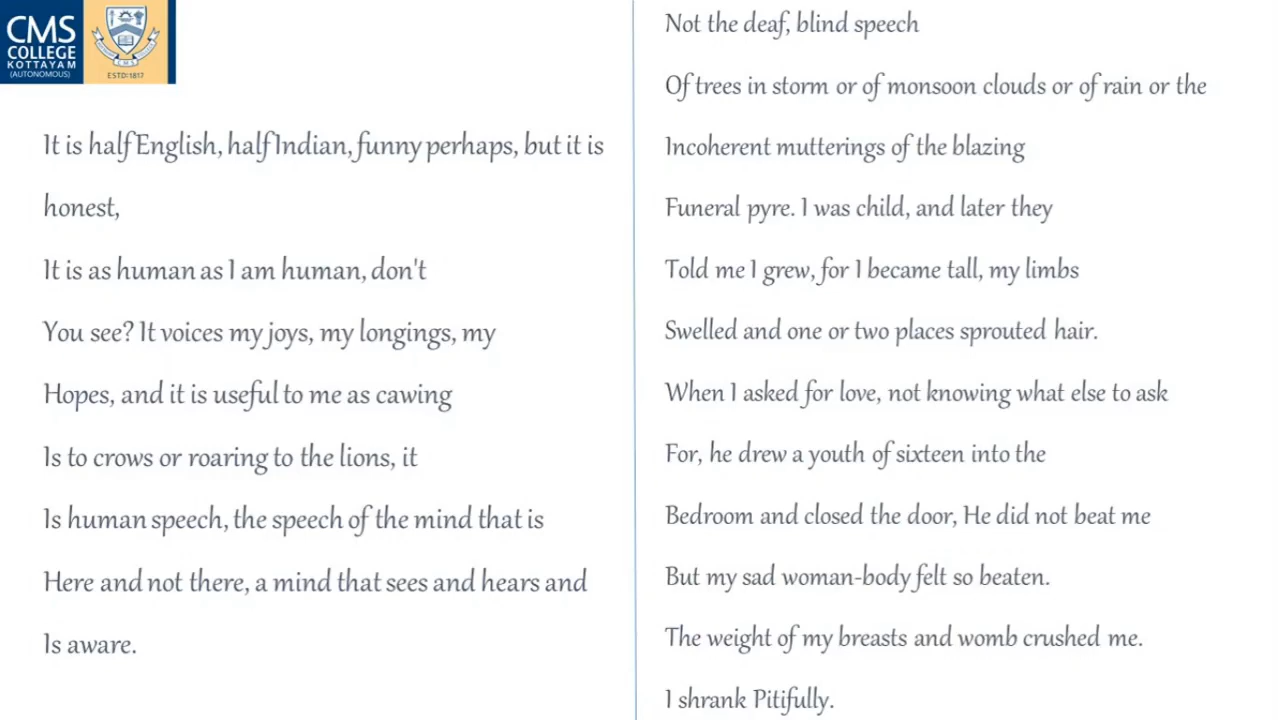 CMS
COLLEGE
KOTTAYAM
(AUTONOMOUS)
CMS
ESTD:1817
It is half English, half Indian, funny perhaps, but it is
honest,
It is as human as I am human, don't
You see? It voices my joys, my longings, my
Hopes, and it is useful to me as cawing
Is to crows or roaring to the lions, it
Is human speech, the speech of the mind that is
Here and not there, a mind that sees and hears and
Is aware.
Not the deaf, blind speech
Of trees in storm or of monsoon clouds or of rain or the
Incoherent mutterings of the blazing
Funeral pyre. I was child, and later they
Told me I grew, for I became tall, my limbs
Swelled and one or two places sprouted hair.
When I asked for love, not knowing what else to ask
For, he drew a youth of sixteen into the
Bedroom and closed the door, He did not beat me
But my sad woman-body felt so beaten.
The weight of my breasts and womb crushed me.
I shrank Pitifully.